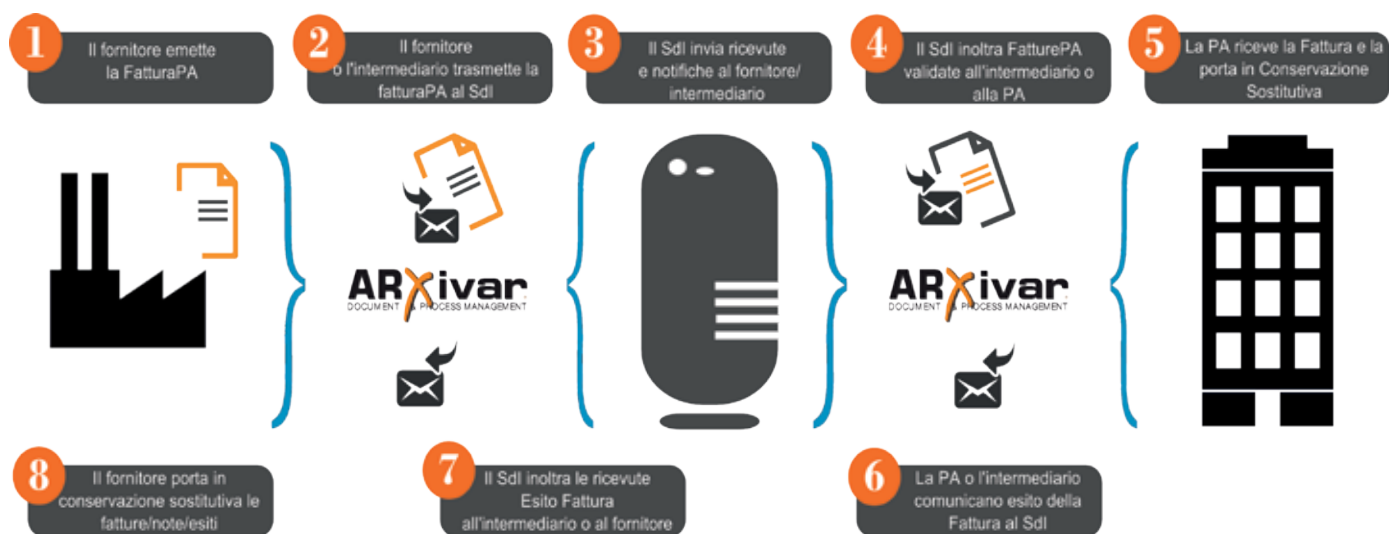 1
Il fornitore emette
la FatturaPA
2
Il fornitore
o l'intermediario trasmette la
fatturaPA al SdI
3
Il SdI invia ricevute
e notifiche al fornitore/
intermediario
4
Il SdI inoltra FatturePA
validate all'intermediario o
alla PA
5
La PA riceve la Fattura e la
porta in Conservazione
Sostitutiva
ARXivar
DOCUMENT & PROCESS MANAGEMENT
ARXivar
DOCUMENT & PROCESS MANAGEMENT
8
Il fornitore porta in
conservazione sostitutiva le
fatture/note/esiti
7
Il SdI inoltra le ricevute
Esito Fattura
all'intermediario o al fornitore
6
La PA o l'intermediario
comunicano esito della
Fattura al SdI